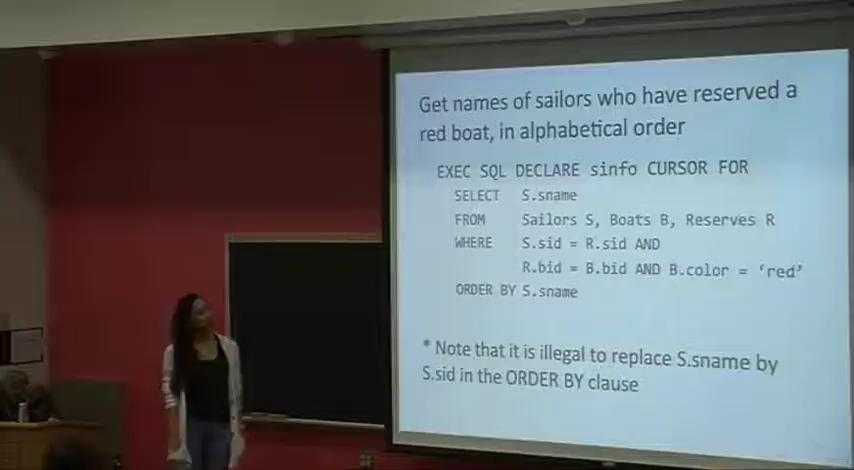 Get names of sailors who have reserved a
red boat, in alphabetical order
EXEC SQL DECLARE sinfo CURSOR FOR
SELECT S.sname
FROM Sailors S, Boats B, Reserves R
WHERE S.sid = R.sid AND
R.bid = B.bid AND B.color = ‘red’
ORDER BY S.sname
* Note that it is illegal to replace S.sname by
S.sid in the ORDER BY clause